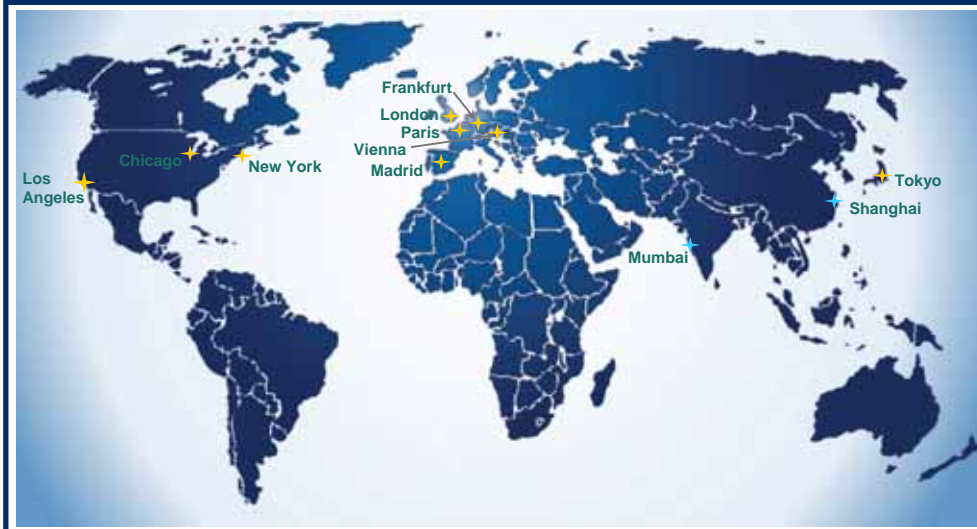 Frankfurt
London
Paris
Vienna
Madrid
Chicago
New York
Los
Angeles
Tokyo
Shanghai
Mumbai